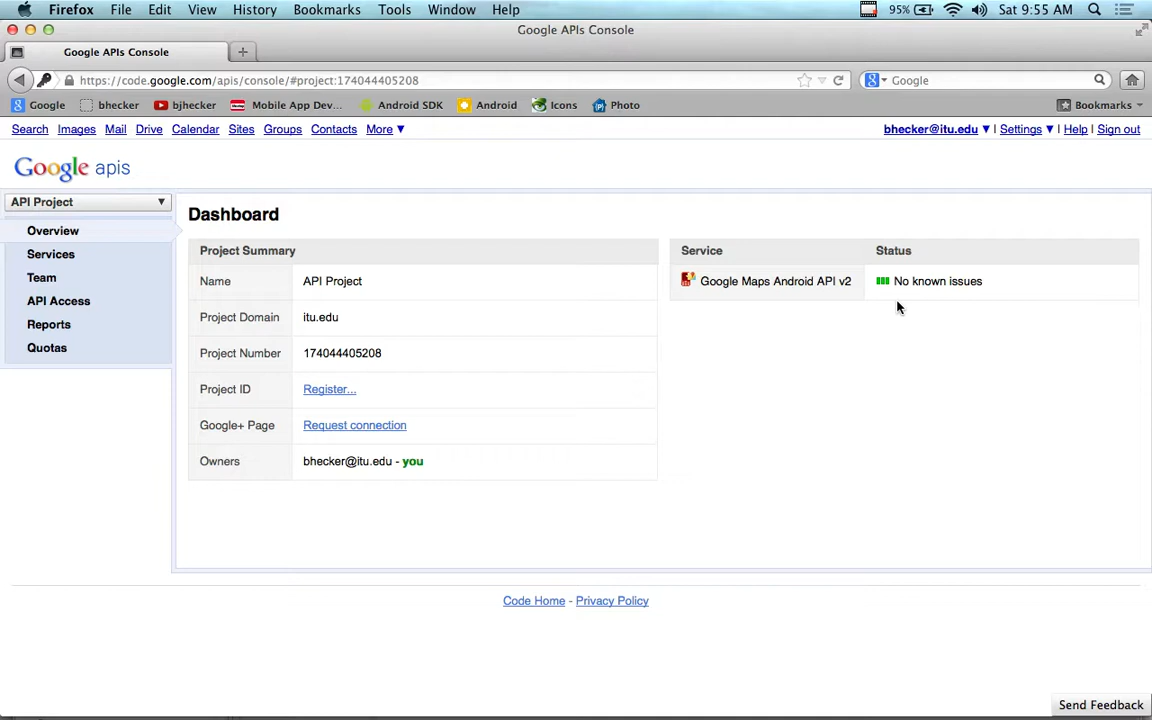 Firefox File Edit View History Bookmarks Tools Window Help 95% Sat 9:55 AM
Google APIs Console
Google APIs Console
https://code.google.com/apis/console/#project:174044405208 Google
Google bhecker bjhecker Mobile App Dev... Android SDK Android Icons Photo Bookmarks
Search Images Mail Drive Calendar Sites Groups Contacts More ▼ bhecker@itu.edu ▼ | Settings ▼ | Help | Sign out
Google apis
API Project ▼
Overview
Services
Team
API Access
Reports
Quotas
Dashboard
Project Summary
Name API Project
Project Domain itu.edu
Project Number 174044405208
Project ID Register...
Google+ Page Request connection
Owners bhecker@itu.edu - you
Service Status
Google Maps Android API v2 No known issues
Code Home - Privacy Policy
Send Feedback